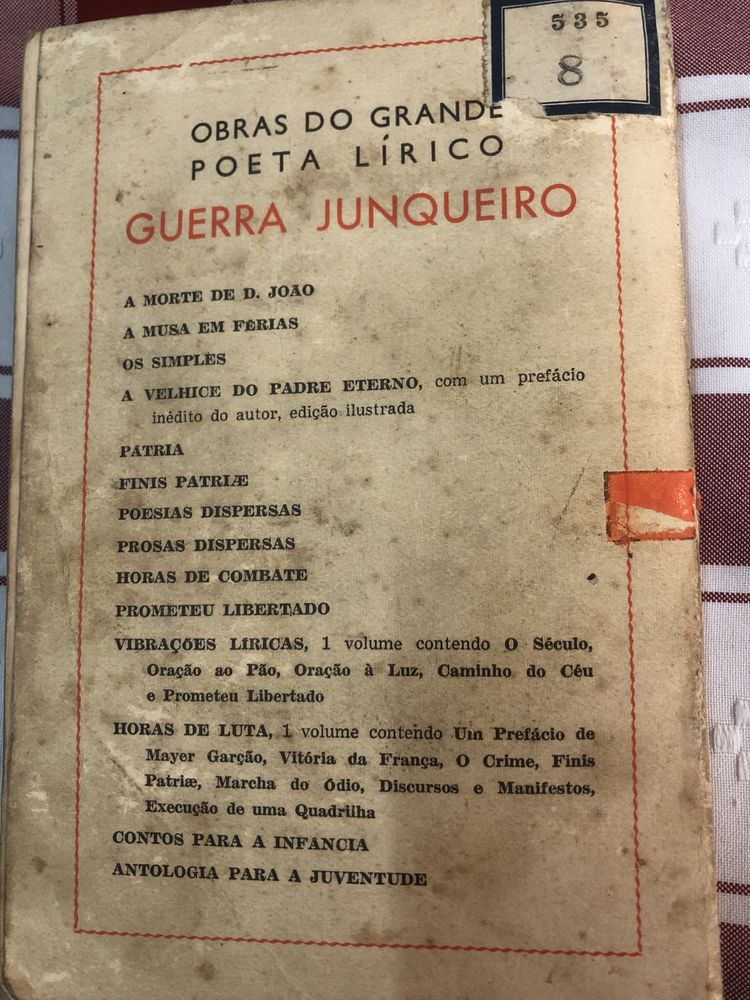 535
8
OBRAS DO GRANDE
POETA LÍRICO
GUERRA JUNQUEIRO
A MORTE DE D. JOÃO
A MUSA EM FÉRIAS
OS SIMPLES
A VELHICE DO PADRE ETERNO, com um prefácio
inédito do autor, edição ilustrada
PATRIA
FINIS PATRIÆ
POESIAS DISPERSAS
PROSAS DISPERSAS
HORAS DE COMBATE
PROMETEU LIBERTADO
VIBRAÇÕES LÍRICAS, 1 volume contendo O Século,
Oração ao Pão, Oração à Luz, Caminho do Céu
e Prometeu Libertado
HORAS DE LUTA, 1 volume contendo Um Prefácio de
Mayer Garção, Vitória da França, O Crime, Finis
Patriæ, Marcha do Ódio, Discursos e Manifestos,
Execução de uma Quadrilha
CONTOS PARA A INFANCIA
ANTOLOGIA PARA A JUVENTUDE